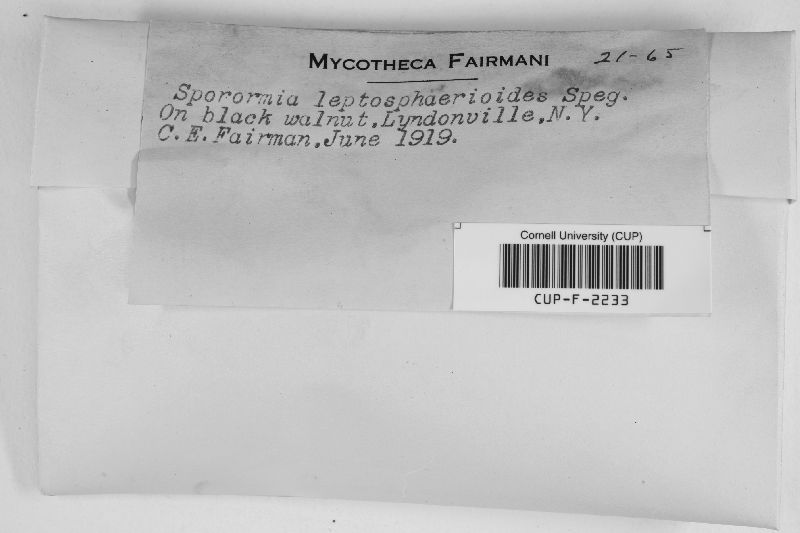 MYCOTHECA FAIRMANI 21-65
Sporormia leptosphaerioides Speg.
On black walnut, Lyndonville, N.Y.
C. E. Fairman, June 1919.
Cornell University (CUP)
CUP-F-2233